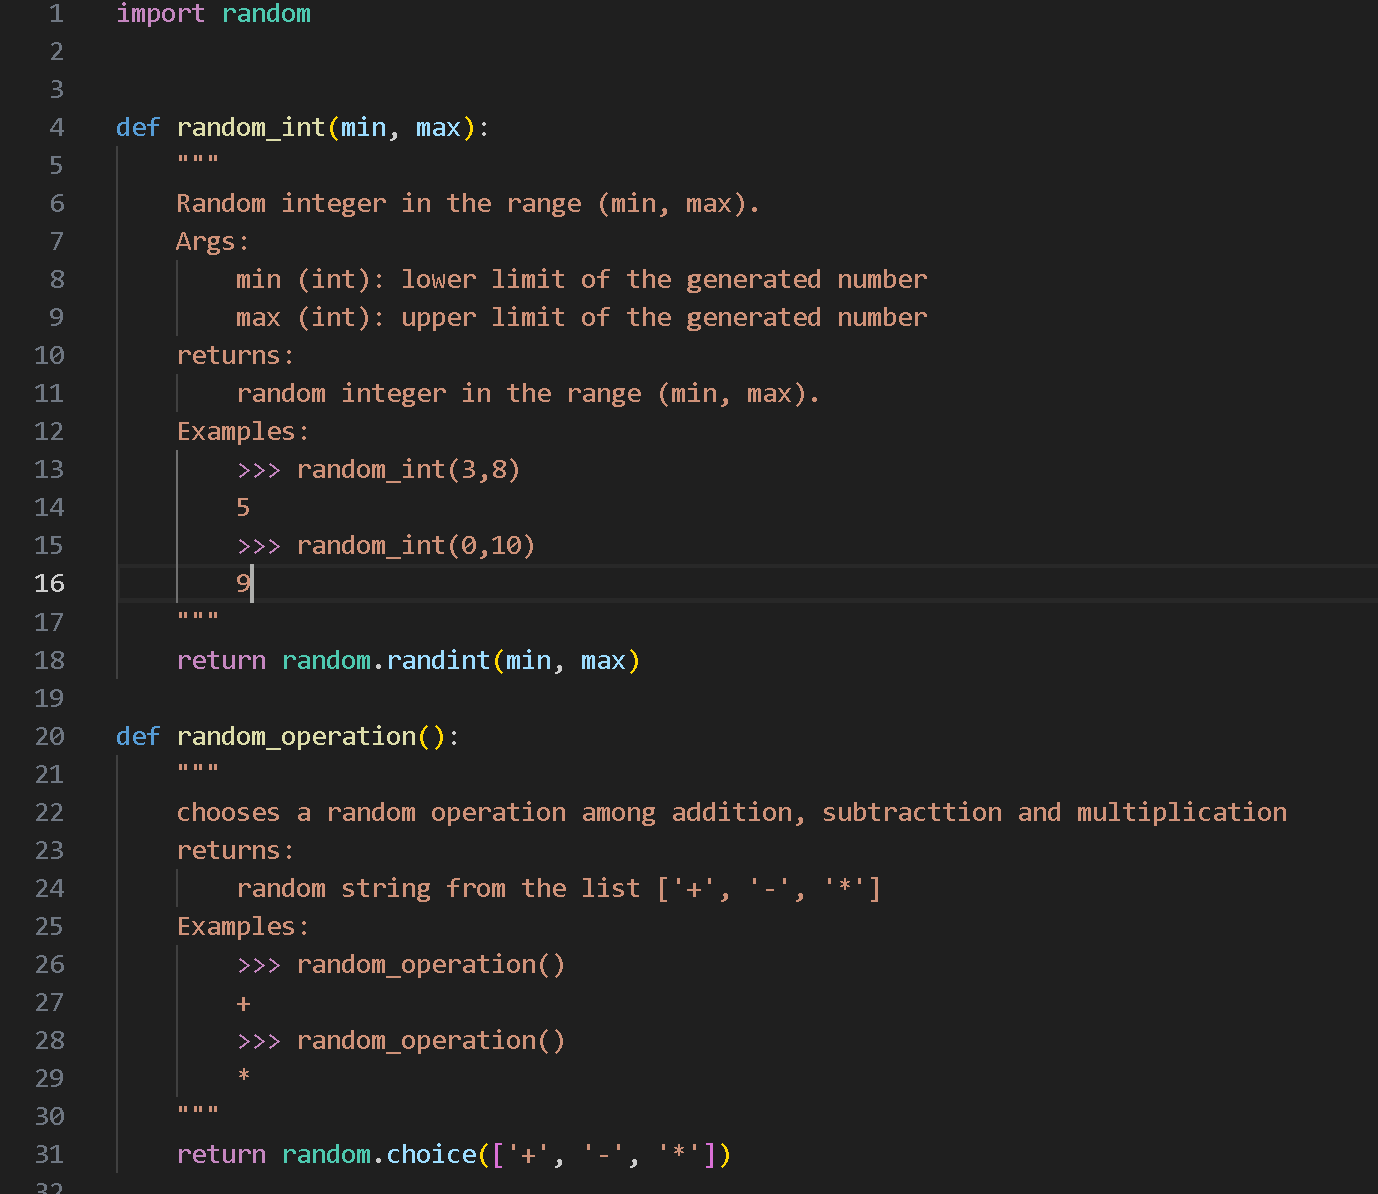 1 import random
2
3
4 def random_int(min, max):
5 """
6 Random integer in the range (min, max).
7 Args:
8 min (int): lower limit of the generated number
9 max (int): upper limit of the generated number
10 returns:
11 random integer in the range (min, max).
12 Examples:
13 >>> random_int(3,8)
14 5
15 >>> random_int(0,10)
16 9
17 """
18 return random.randint(min, max)
19
20 def random_operation():
21 """
22 chooses a random operation among addition, subtracttion and multiplication
23 returns:
24 random string from the list ['+', '-', '*']
25 Examples:
26 >>> random_operation()
27 +
28 >>> random_operation()
29 *
30 """
31 return random.choice(['+', '-', '*'])
32